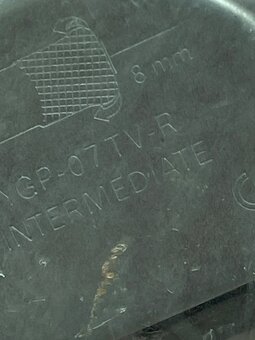 8 mm
GP-07TV-R
INTERMEDIATE